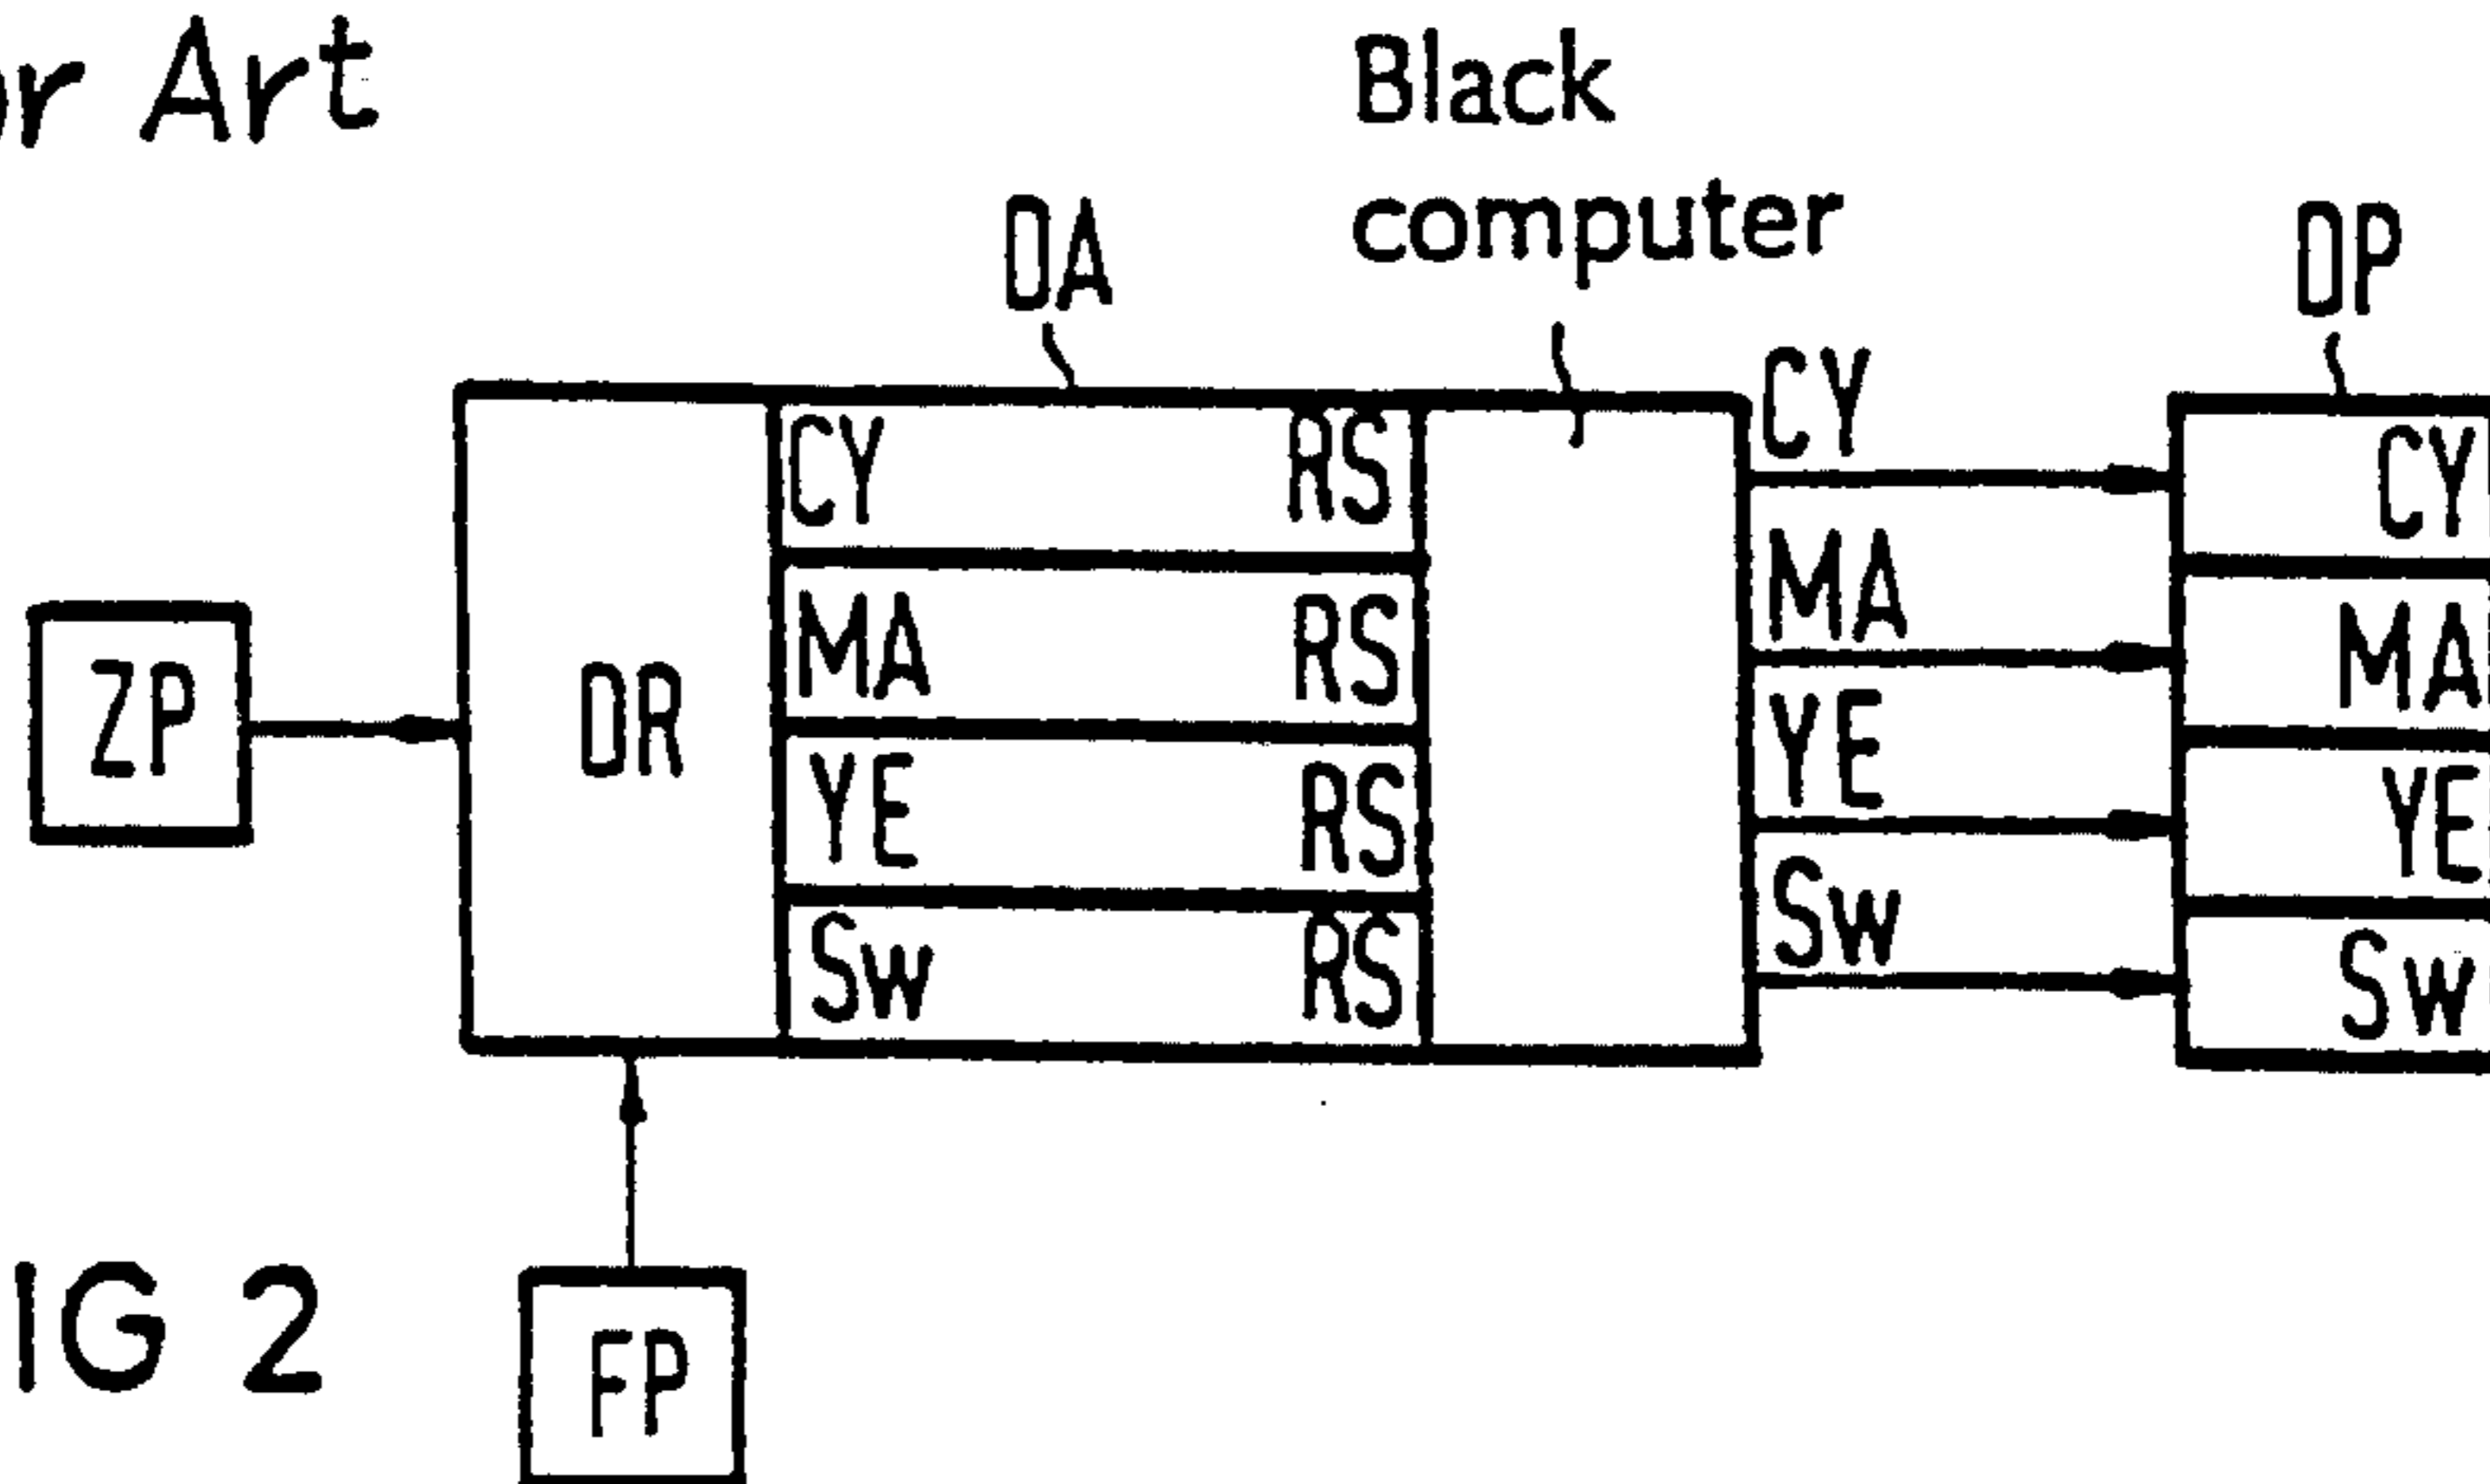 or Art
Black
computer
DA
DP
CY RS
CY
CY
MA RS
MA
MA
ZP
DR
YE RS
YE
YE
Sw RS
Sw
Sw
IG 2
FP